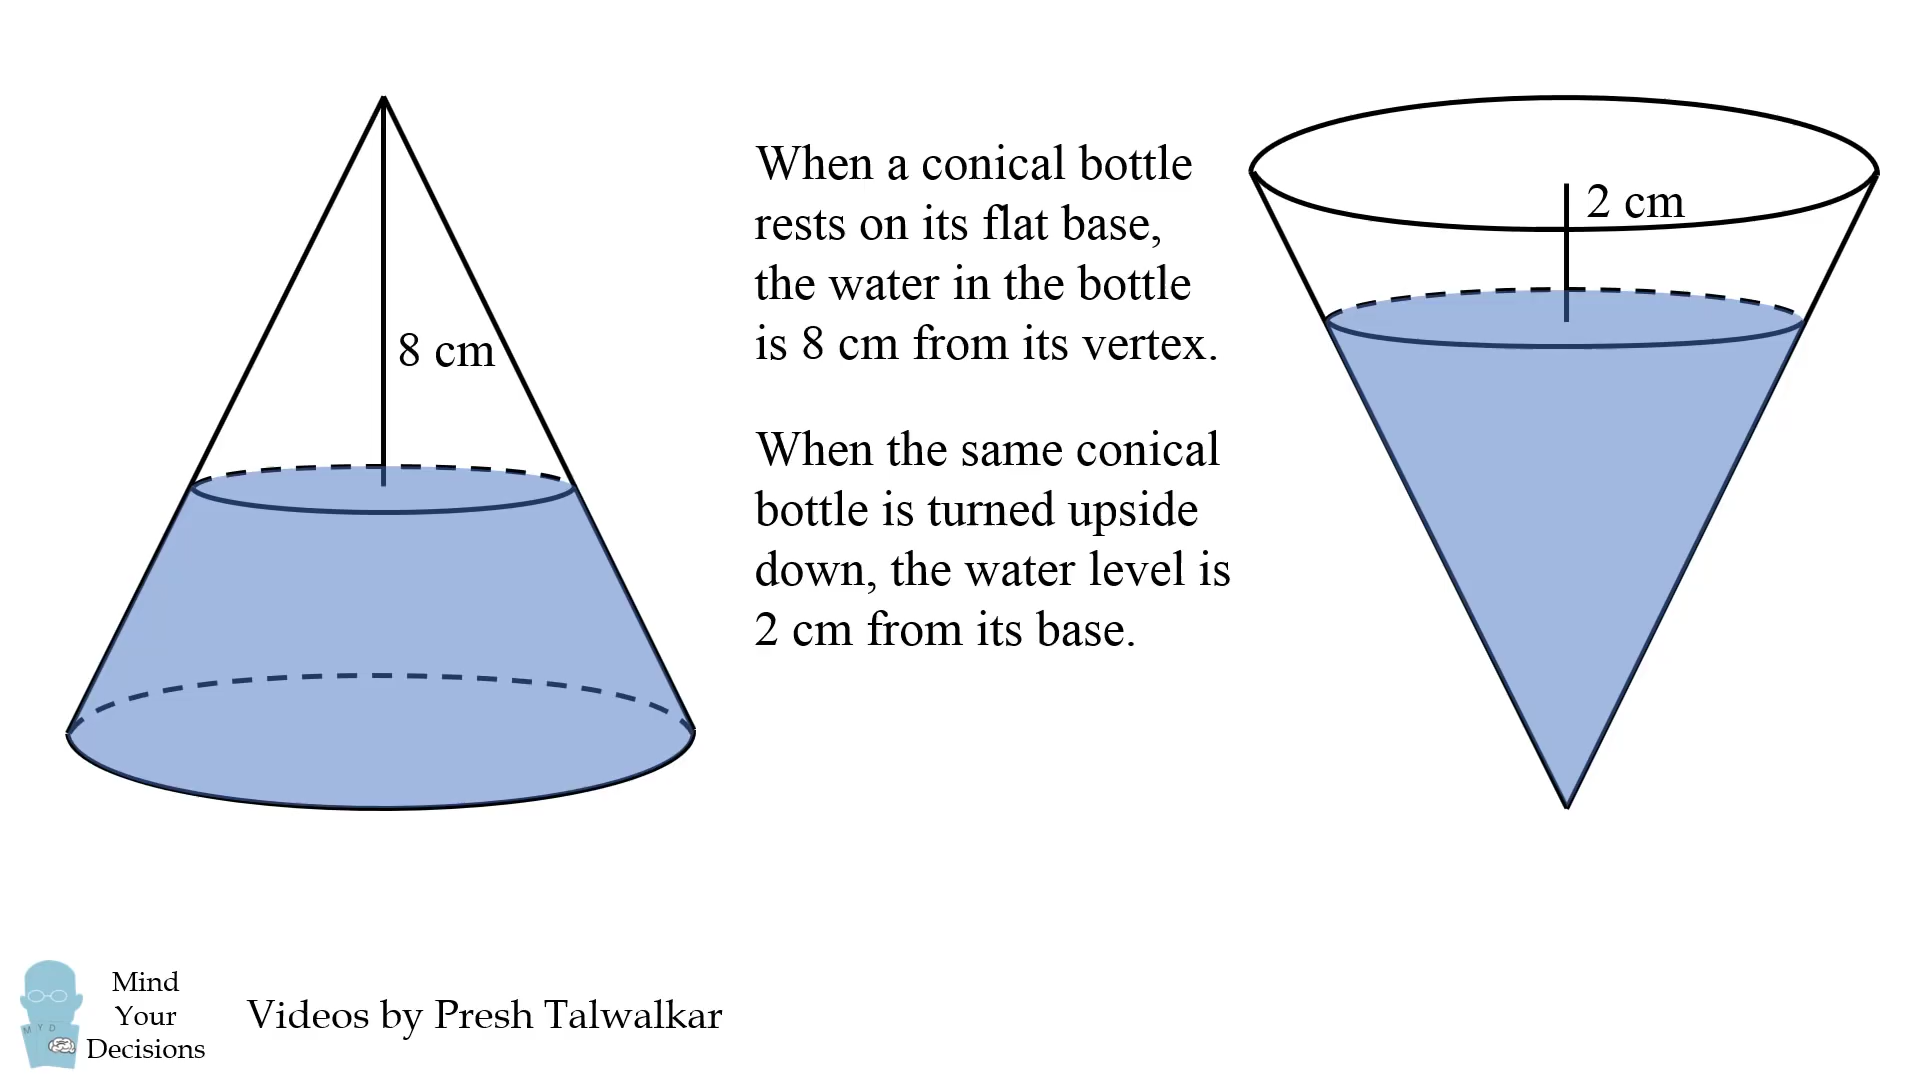 8 cm
When a conical bottle
rests on its flat base,
the water in the bottle
is 8 cm from its vertex.
When the same conical
bottle is turned upside
down, the water level is
2 cm from its base.
2 cm
M Y D
Mind
Your
Decisions
Videos by Presh Talwalkar